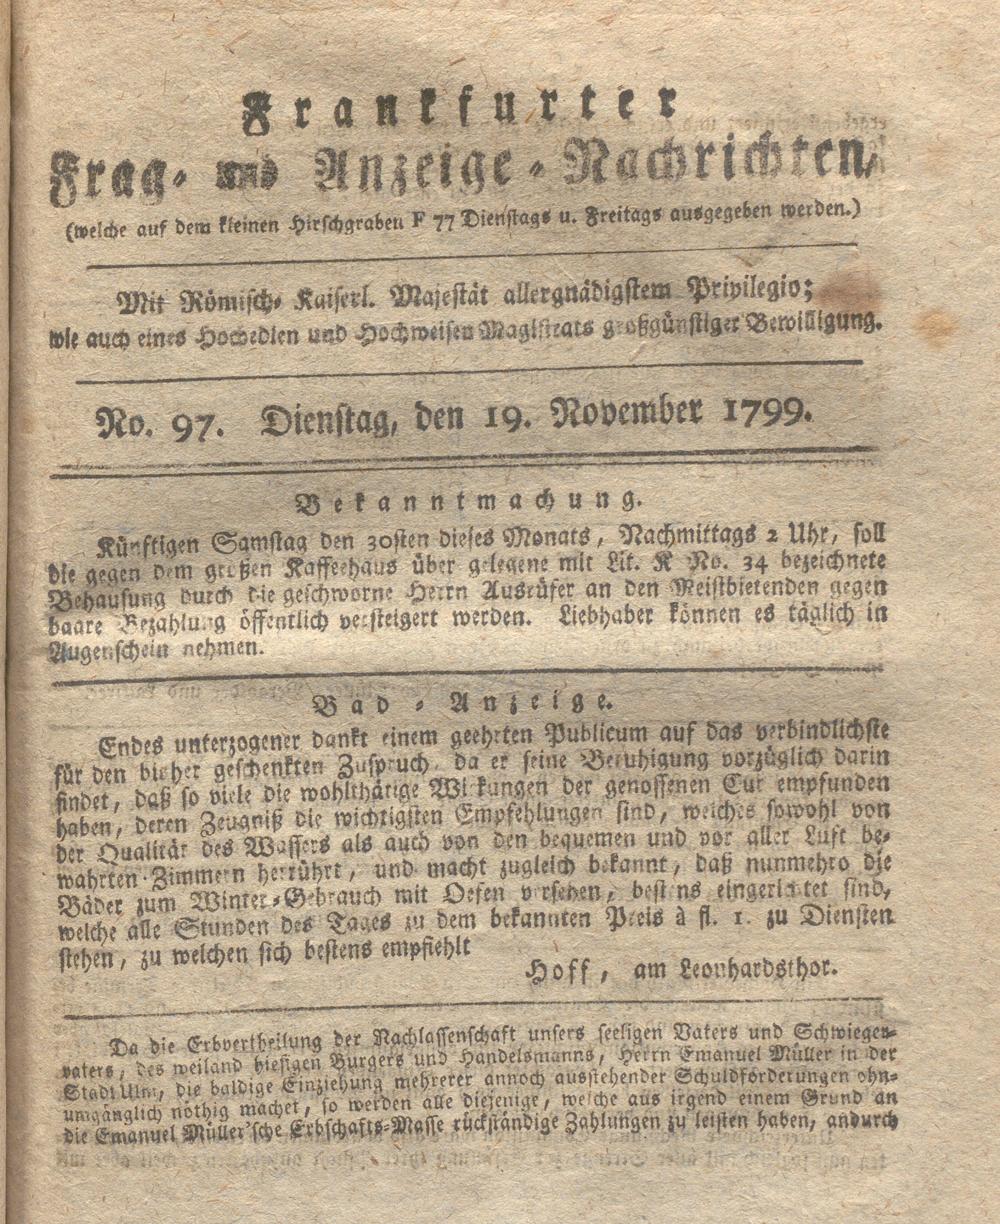 Frankfurter
Frag- und Anzeige-Nachrichten,
(welche auf dem kleinen Hirschgraben F 77 Dienstags u. Freitags ausgegeben werden.)
Mit Römisch-Kaiserl. Majestät allergnädigstem Privilegio;
wie auch eines Hochedlen und Hochweisen Magistrats großgünstiger Bewilligung.
No. 97. Dienstag, den 19. November 1799.
Bekanntmachung.
Künftigen Samstag den 30sten dieses Monats, Nachmittags 2 Uhr, soll
die gegen dem großen Kaffeehaus über gelegene mit Lit. K No. 34 bezeichnete
Behausung durch die geschworne Herrn Ausrüfer an den Meistbietenden gegen
baare Bezahlung öffentlich versteigert werden. Liebhaber können es täglich in
Augenschein nehmen.
Bad-Anzeige.
Endes unterzogener dankt einem geehrten Publicum auf das verbindlichste
für den bisher geschenkten Zuspruch, da er seine Beruhigung vorzüglich darin
findet, daß so viele die wohlthätige Wirkungen der genossenen Cur empfunden
haben, deren Zeugniß die wichtigsten Empfehlungen sind, welches sowohl von
der Qualität des Wassers als auch von den bequemen und vor aller Luft be-
wahrten Zimmern herrührt, und macht zugleich bekannt, daß nunmehro die
Bäder zum Winter-Gebrauch mit Oefen versehen, bestens eingerichtet sind,
welche alle Stunden des Tages zu dem bekannten Preis à fl. 1. zu Diensten
stehen, zu welchen sich bestens empfiehlt
Hoff, am Leonhardsthor.
Da die Erbvertheilung der Nachlassenschaft unsers seeligen Vaters und Schwieger-
vaters, des weiland hiesigen Burgers und Handelsmanns, Herrn Emanuel Müller in der
Stadt Ulm, die baldige Einziehung mehrerer annoch ausstehender Schuldforderungen ohn-
umgänglich nöthig machet, so werden alle diejenige, welche aus irgend einem Grund an
die Emanuel Müller'sche Erbschafts-Masse rückständige Zahlungen zu leisten haben, andurch